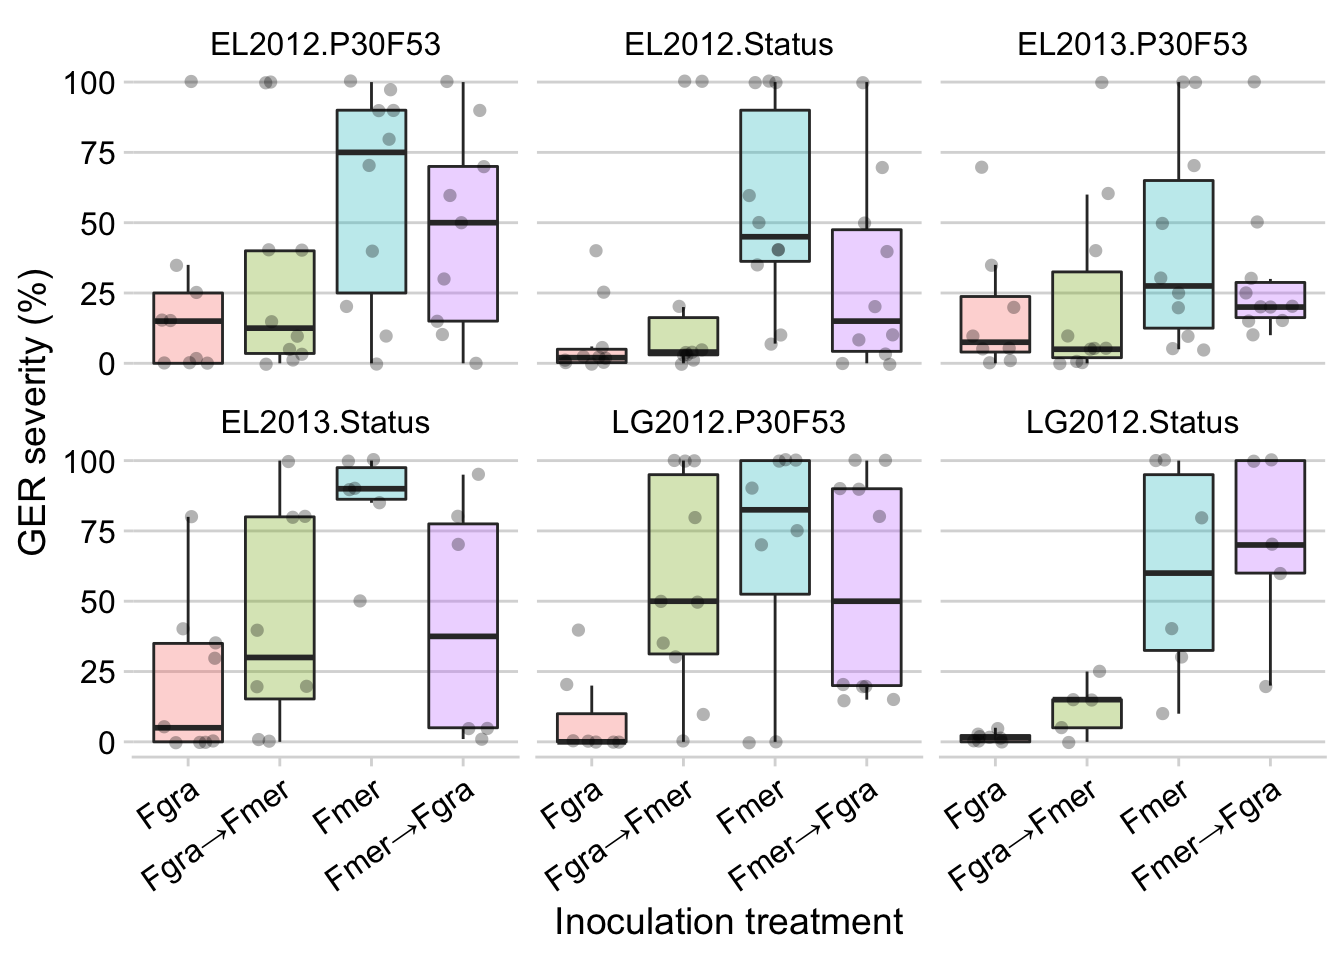 EL2012.P30F53
EL2012.Status
EL2013.P30F53
100
75
50
25
0
EL2013.Status
LG2012.P30F53
LG2012.Status
100
75
50
25
0
GER severity (%)
Fgra
Fgra→Fmer
Fmer
Fmer→Fgra
Fgra
Fgra→Fmer
Fmer
Fmer→Fgra
Fgra
Fgra→Fmer
Fmer
Fmer→Fgra
Inoculation treatment